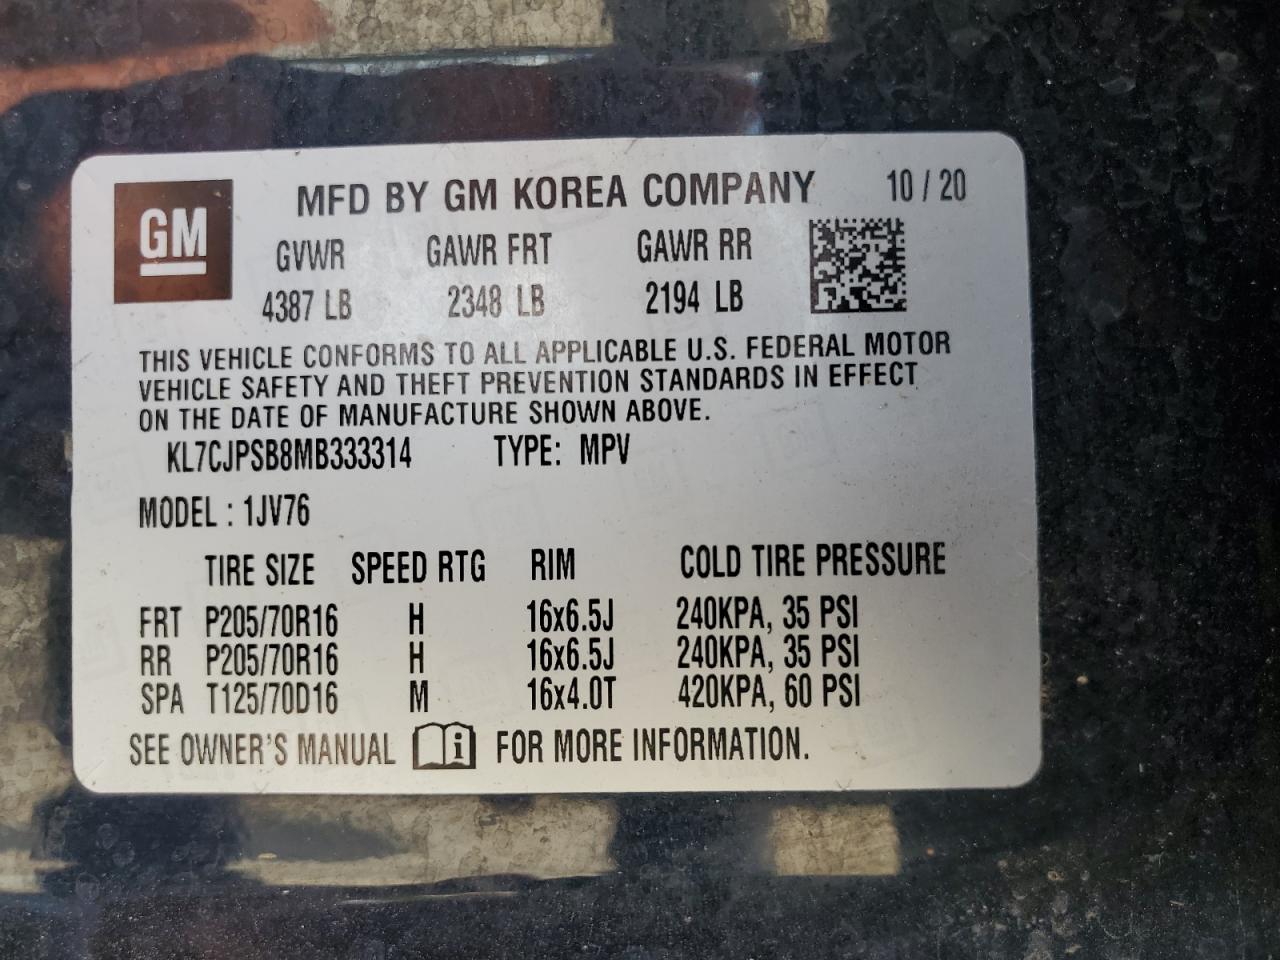 GM
MFD BY GM KOREA COMPANY 10 / 20
GVWR GAWR FRT GAWR RR
4387 LB 2348 LB 2194 LB
THIS VEHICLE CONFORMS TO ALL APPLICABLE U.S. FEDERAL MOTOR
VEHICLE SAFETY AND THEFT PREVENTION STANDARDS IN EFFECT
ON THE DATE OF MANUFACTURE SHOWN ABOVE.
KL7CJPSB8MB333314 TYPE: MPV
MODEL : 1JV76
TIRE SIZE SPEED RTG RIM COLD TIRE PRESSURE
FRT P205/70R16 H 16x6.5J 240KPA, 35 PSI
RR P205/70R16 H 16x6.5J 240KPA, 35 PSI
SPA T125/70D16 M 16x4.0T 420KPA, 60 PSI
SEE OWNER'S MANUAL i FOR MORE INFORMATION.